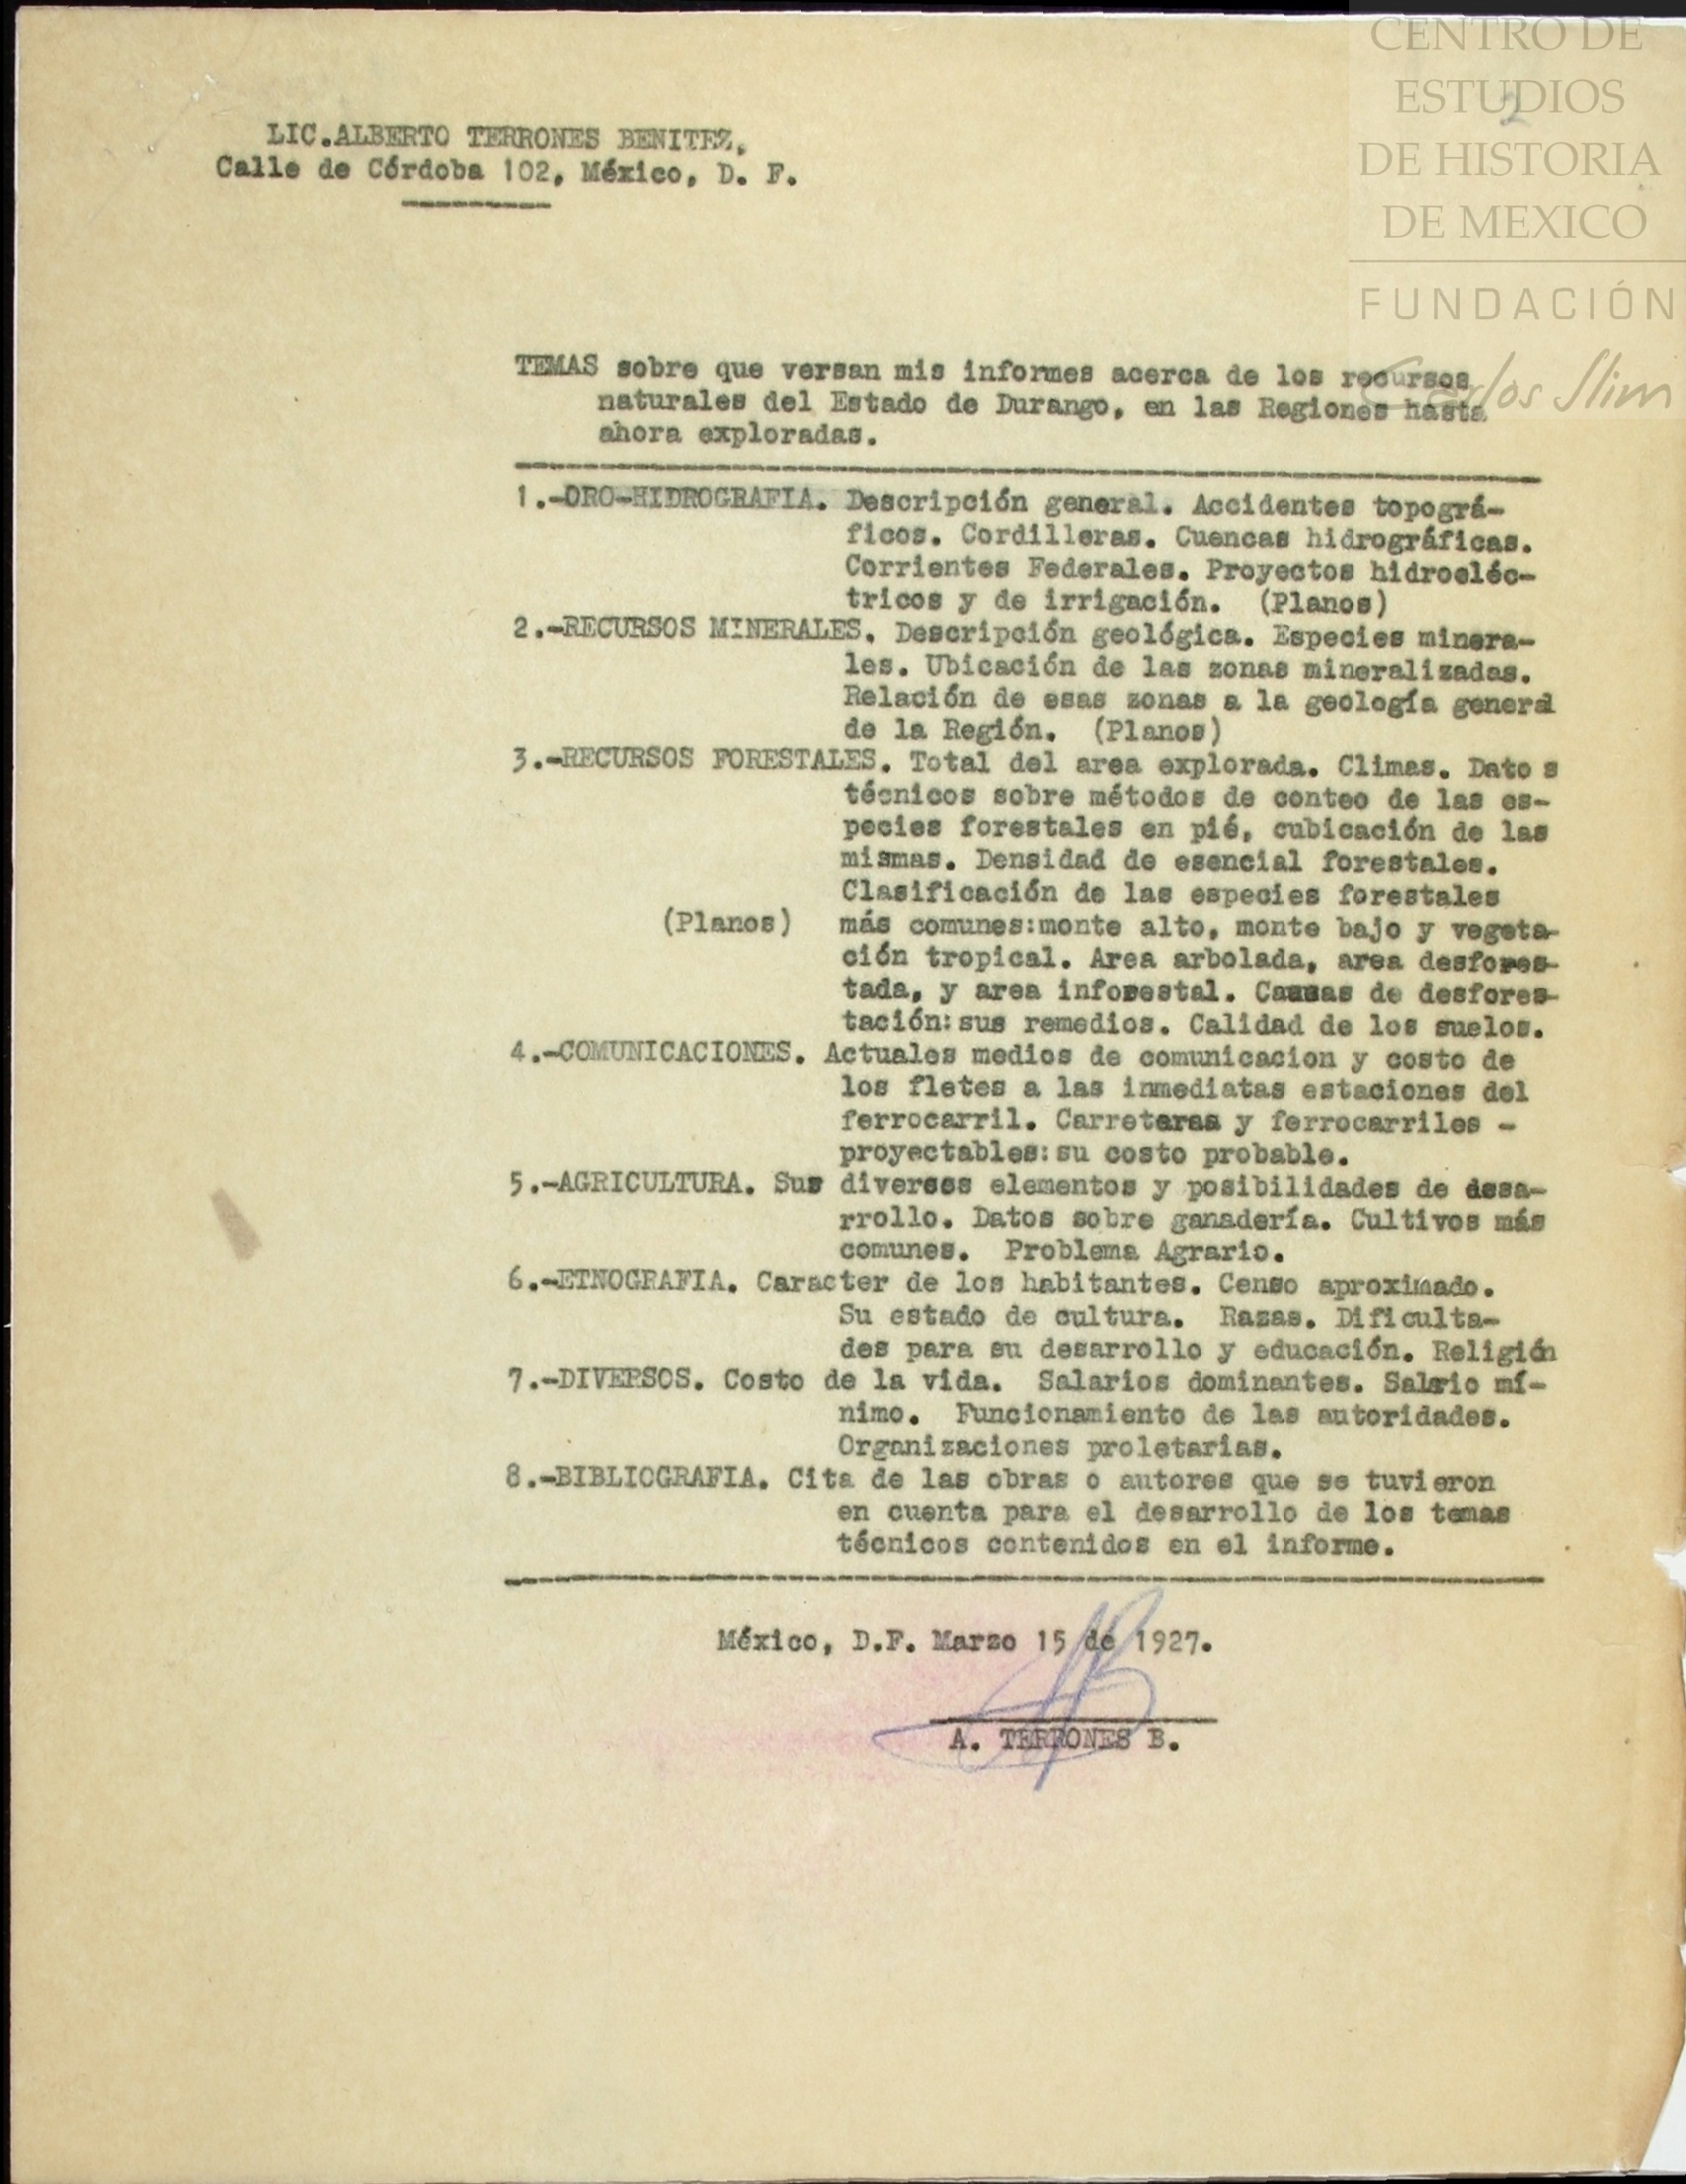 CENTRO DE
ESTUDIOS
DE HISTORIA
DE MEXICO
FUNDACIÓN
Carlos Slim
2
LIC.ALBERTO TERRONES BENITEZ.
Calle de Córdoba 102, México, D. F.
TEMAS sobre que versan mis informes acerca de los recursos
naturales del Estado de Durango, en las Regiones hasta
ahora exploradas.
1.-ORO-HIDROGRAFIA. Descripción general. Accidentes topográ-
ficos. Cordilleras. Cuencas hidrográficas.
Corrientes Federales. Proyectos hidroeléc-
tricos y de irrigación. (Planos)
2.-RECURSOS MINERALES. Descripción geológica. Especies minera-
les. Ubicación de las zonas mineralizadas.
Relación de esas zonas a la geología general
de la Región. (Planos)
3.-RECURSOS FORESTALES. Total del area explorada. Climas. Dato s
técnicos sobre métodos de conteo de las es-
pecies forestales en pié, cubicación de las
mismas. Densidad de esencial forestales.
Clasificación de las especies forestales
(Planos) más comunes:monte alto, monte bajo y vegeta-
ción tropical. Area arbolada, area desfores-
tada, y area inforestal. Causas de desfores-
tación:sus remedios. Calidad de los suelos.
4.-COMUNICACIONES. Actuales medios de comunicacion y costo de
los fletes a las inmediatas estaciones del
ferrocarril. Carreteras y ferrocarriles -
proyectables:su costo probable.
5.-AGRICULTURA. Sus diversos elementos y posibilidades de desa-
rrollo. Datos sobre ganadería. Cultivos más
comunes. Problema Agrario.
6.-ETNOGRAFIA. Caracter de los habitantes. Censo aproximado.
Su estado de cultura. Razas. Dificulta-
des para su desarrollo y educación. Religión
7.-DIVERSOS. Costo de la vida. Salarios dominantes. Salario mí-
nimo. Funcionamiento de las autoridades.
Organizaciones proletarias.
8.-BIBLIOGRAFIA. Cita de las obras o autores que se tuvieron
en cuenta para el desarrollo de los temas
técnicos contenidos en el informe.
México, D.F. Marzo 15 de 1927.
A. TERRONES B.